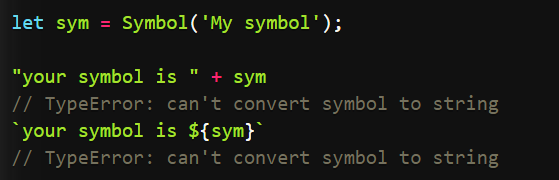 let sym = Symbol('My symbol');
"your symbol is " + sym
// TypeError: can't convert symbol to string
`your symbol is ${sym}`
// TypeError: can't convert symbol to string